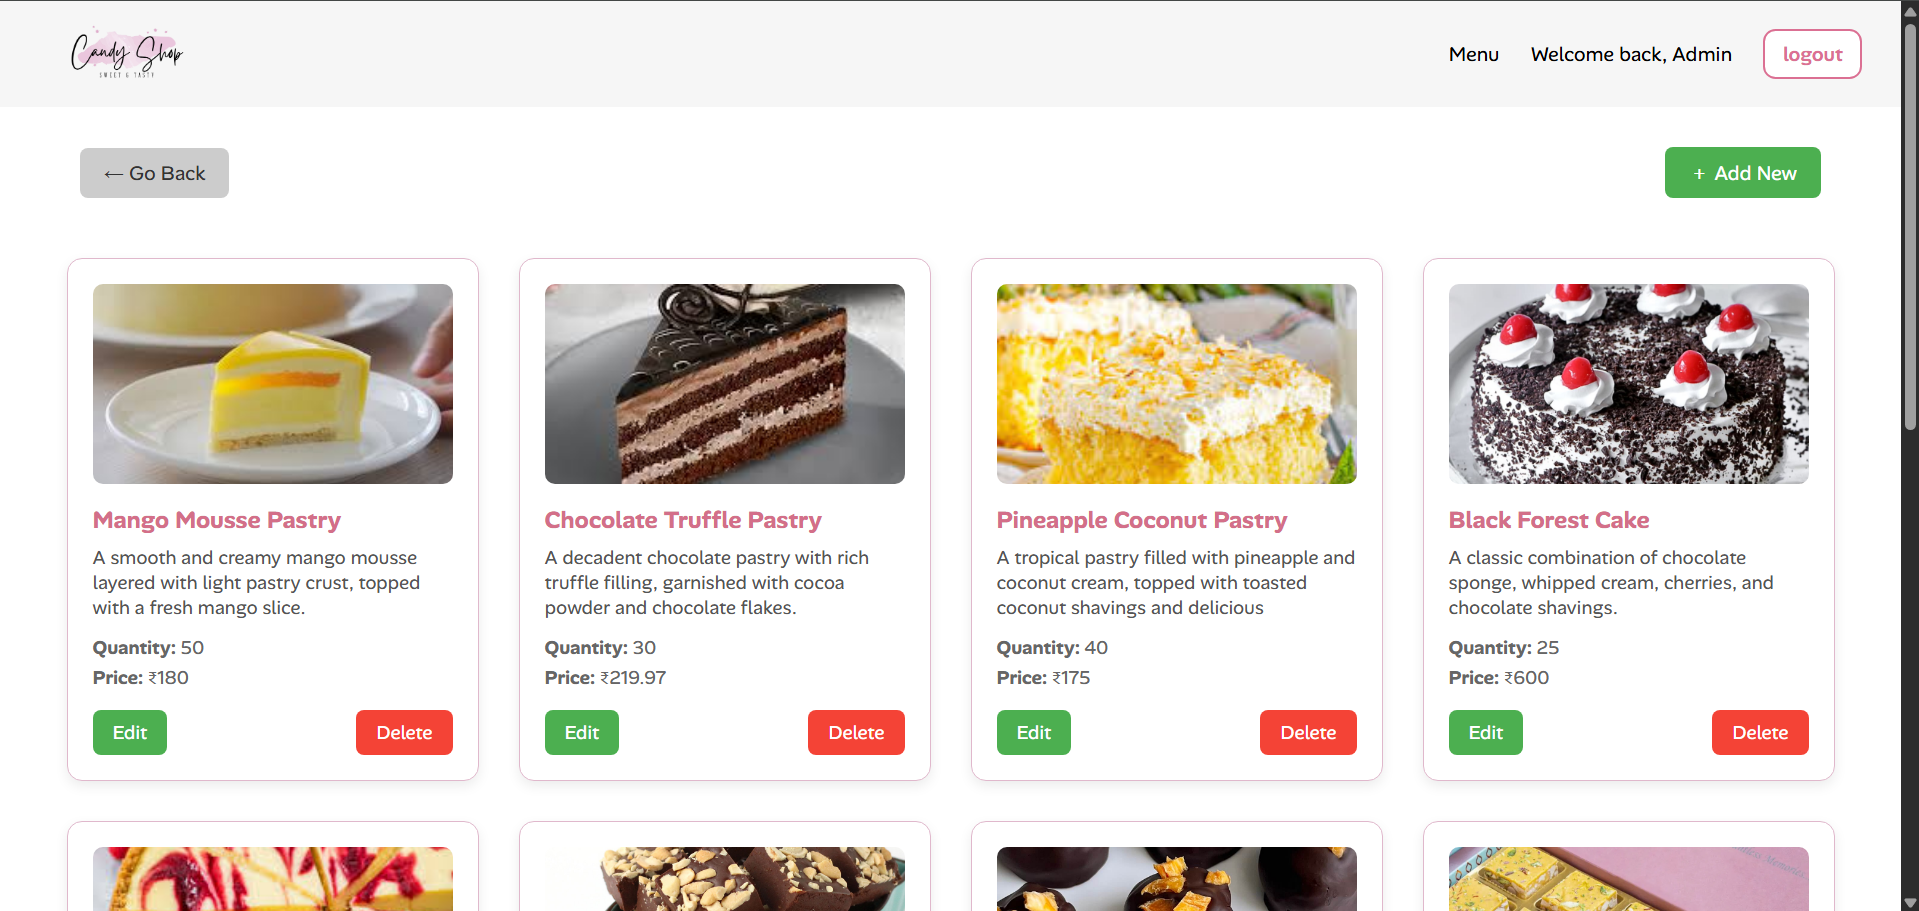 Candy Shop
SWEET & TASTY
Menu
Welcome back, Admin
logout
← Go Back
+ Add New
Mango Mousse Pastry
A smooth and creamy mango mousse
layered with light pastry crust, topped
with a fresh mango slice.
Quantity: 50
Price: ₹180
Edit
Delete
Chocolate Truffle Pastry
A decadent chocolate pastry with rich
truffle filling, garnished with cocoa
powder and chocolate flakes.
Quantity: 30
Price: ₹219.97
Edit
Delete
Pineapple Coconut Pastry
A tropical pastry filled with pineapple and
coconut cream, topped with toasted
coconut shavings and delicious
Quantity: 40
Price: ₹175
Edit
Delete
Black Forest Cake
A classic combination of chocolate
sponge, whipped cream, cherries, and
chocolate shavings.
Quantity: 25
Price: ₹600
Edit
Delete